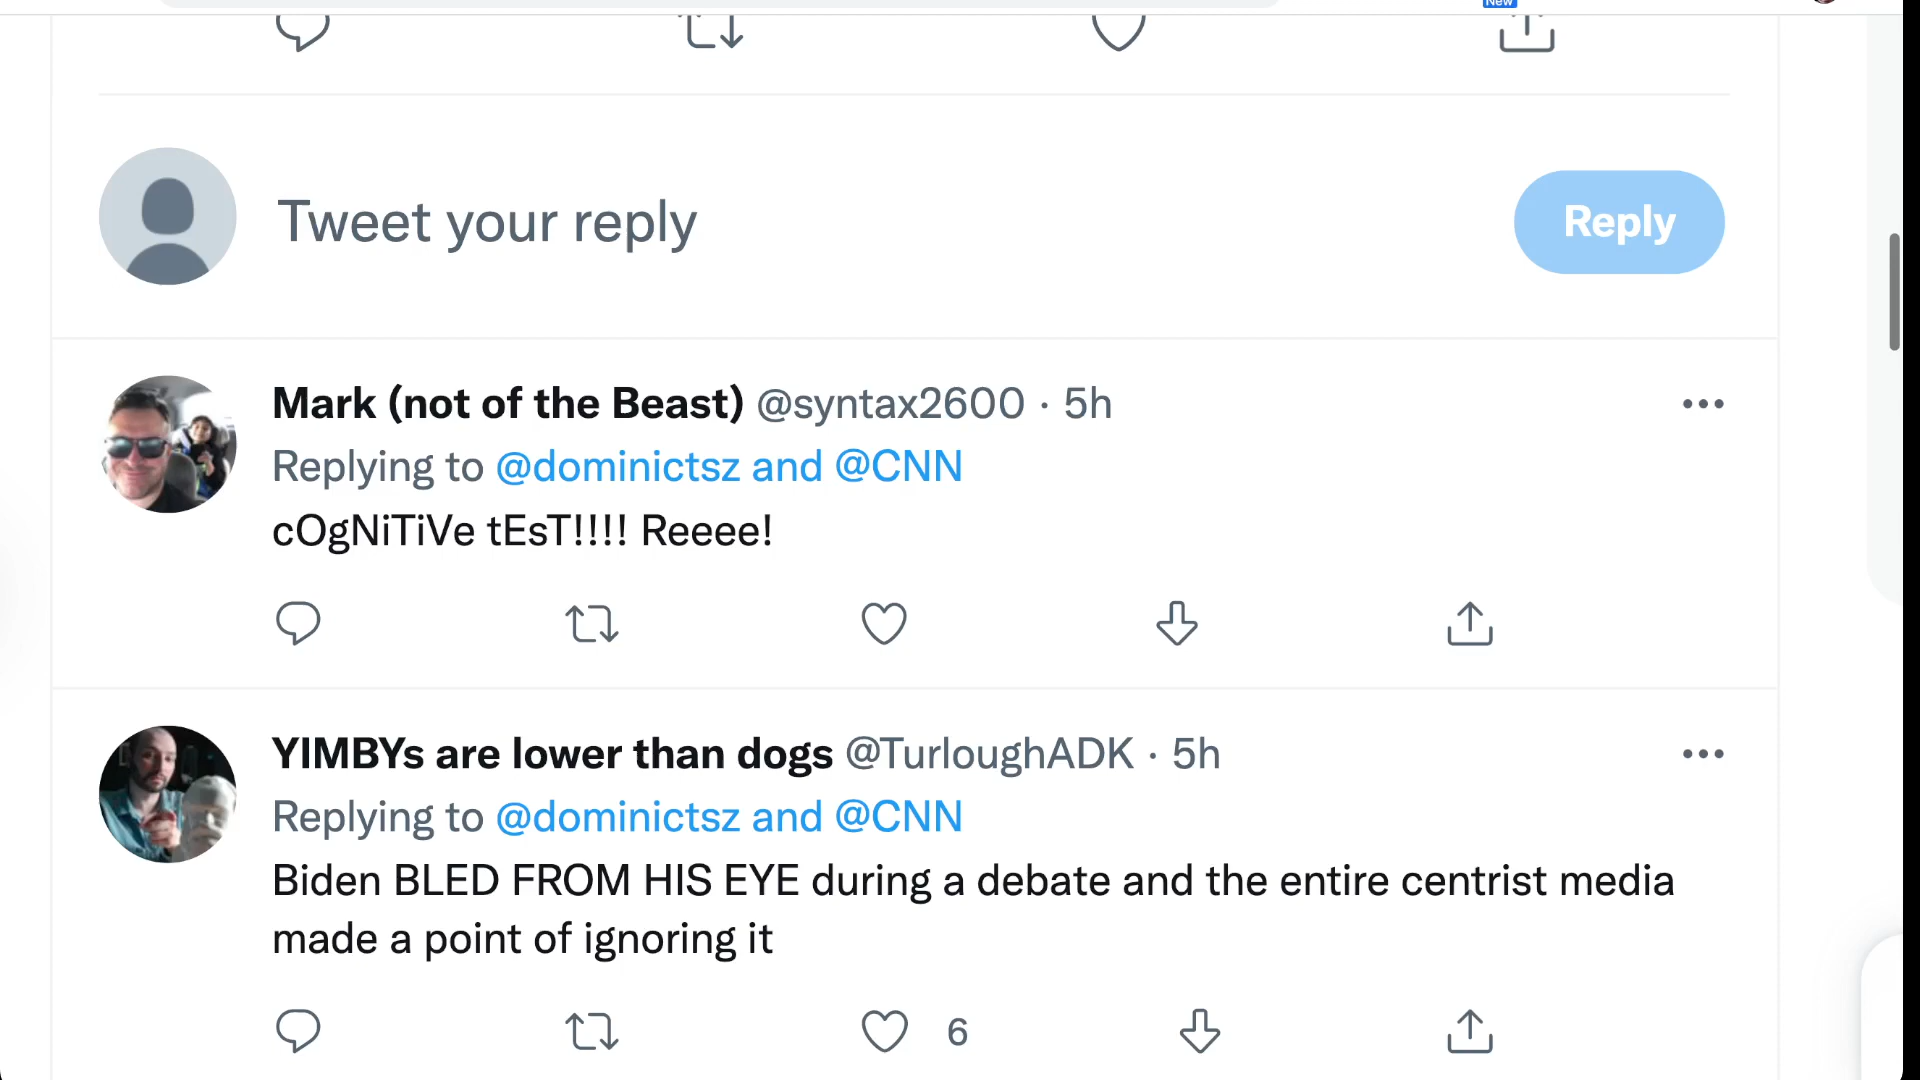 New
Tweet your reply
Reply
Mark (not of the Beast) @syntax2600 · 5h
Replying to @dominictsz and @CNN
cOgNiTiVe tEsT!!!! Reeee!
YIMBYs are lower than dogs @TurloughADK · 5h
Replying to @dominictsz and @CNN
Biden BLED FROM HIS EYE during a debate and the entire centrist media
made a point of ignoring it
6